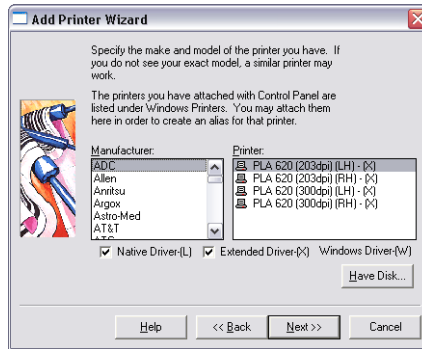 Add Printer Wizard
Specify the make and model of the printer you have. If
you do not see your exact model, a similar printer may
work.
The printers you have attached with Control Panel are
listed under Windows Printers. You may attach them
here in order to create an alias for that printer.
Manufacturer: Printer:
ADC
Allen
Anritsu
Argox
Astro-Med
AT&T
PLA 620 (203dpi) (LH) - (X)
PLA 620 (203dpi) (RH) - (X)
PLA 620 (300dpi) (LH) - (X)
PLA 620 (300dpi) (RH) - (X)
Native Driver-(L) Extended Driver-(X) Windows Driver-(W)
Have Disk...
Help << Back Next >> Cancel